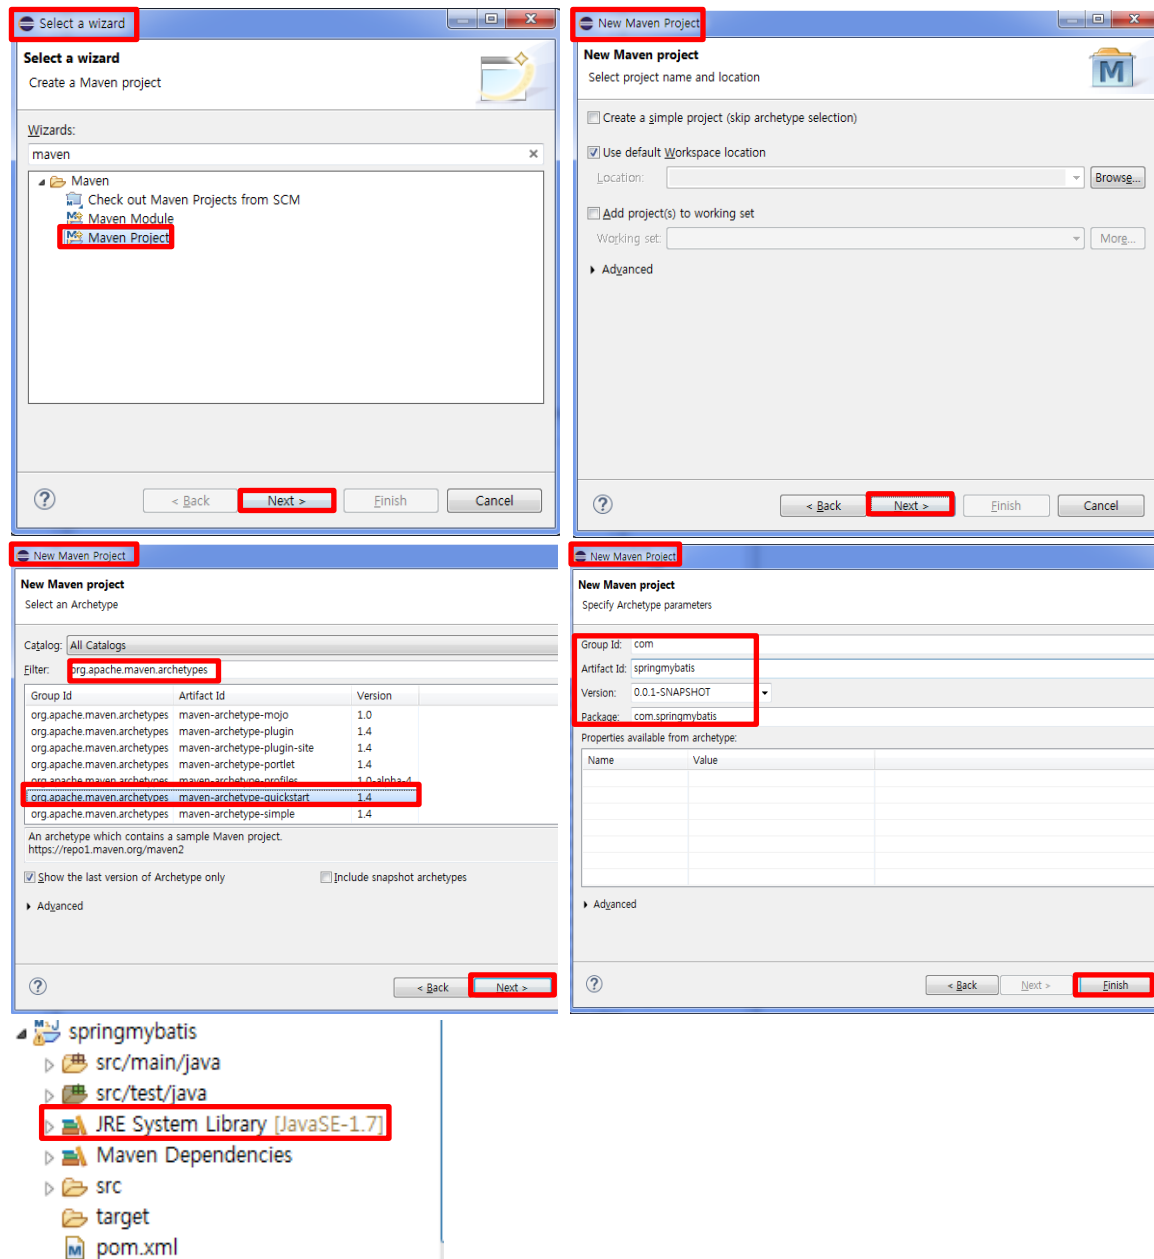 Select a wizard
Select a wizard
Create a Maven project
Wizards:
maven
Maven
Check out Maven Projects from SCM
Maven Module
Maven Project
< Back
Next >
Finish
Cancel
New Maven Project
New Maven project
Select project name and location
Create a simple project (skip archetype selection)
Use default Workspace location
Location:
Browse...
Add project(s) to working set
Working set:
More...
Advanced
< Back
Next >
Finish
Cancel
New Maven Project
New Maven project
Select an Archetype
Catalog: All Catalogs
Filter: org.apache.maven.archetypes
Group Id Artifact Id Version
org.apache.maven.archetypes maven-archetype-mojo 1.0
org.apache.maven.archetypes maven-archetype-plugin 1.4
org.apache.maven.archetypes maven-archetype-plugin-site 1.4
org.apache.maven.archetypes maven-archetype-portlet 1.4
org.apache.maven.archetypes maven-archetype-profiles 1.0-alpha-4
org.apache.maven.archetypes maven-archetype-quickstart 1.4
org.apache.maven.archetypes maven-archetype-simple 1.4
An archetype which contains a sample Maven project.
https://repo1.maven.org/maven2
Show the last version of Archetype only
Include snapshot archetypes
Advanced
< Back
Next >
New Maven Project
New Maven project
Specify Archetype parameters
Group Id: com
Artifact Id: springmybatis
Version: 0.0.1-SNAPSHOT
Package: com.springmybatis
Properties available from archetype:
Name Value
Advanced
< Back
Next >
Finish
springmybatis
src/main/java
src/test/java
JRE System Library [JavaSE-1.7]
Maven Dependencies
src
target
pom.xml